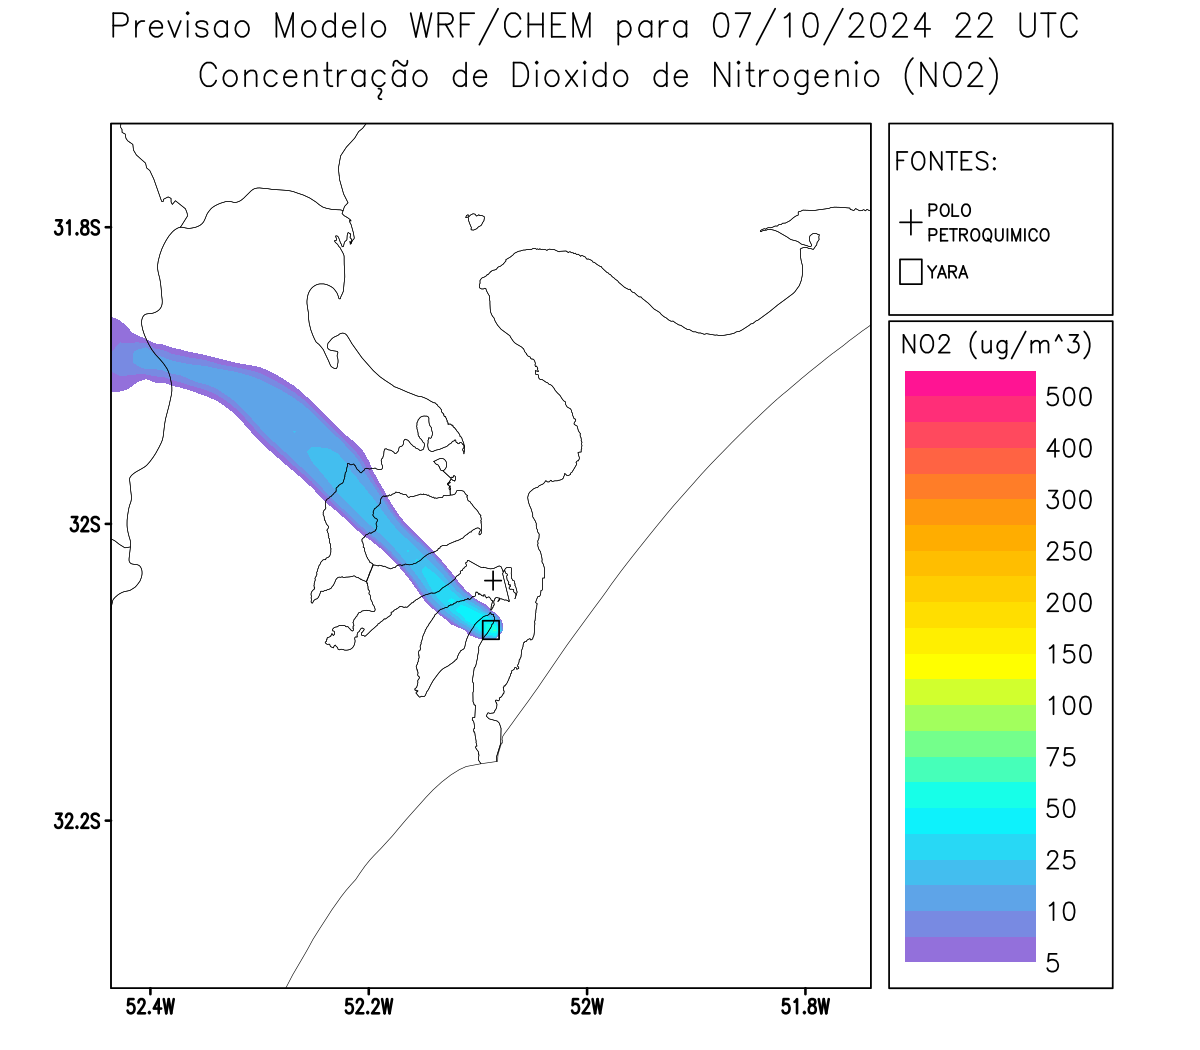 Previsao Modelo WRF/CHEM para 07/10/2024 22 UTC
Concentração de Dioxido de Nitrogenio (NO2)
FONTES:
POLO
PETROQUIMICO
YARA
NO2 (ug/m^3)
500
400
300
250
200
150
100
75
50
25
10
5
31.8S
32S
32.2S
52.4W
52.2W
52W
51.8W